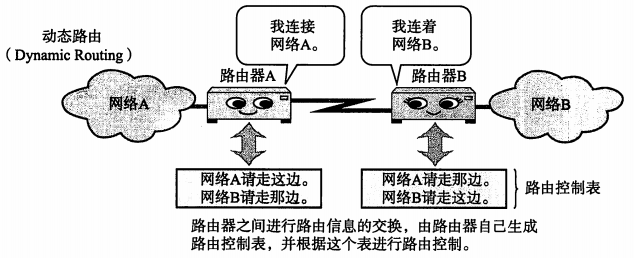 动态路由
（Dynamic Routing）
我连接
网络A。
我连着
网络B。
路由器A
路由器B
网络A
网络B
网络A请走这边。
网络B请走那边。
网络A请走那边。
网络B请走这边。
路由控制表
路由器之间进行路由信息的交换，由路由器自己生成
路由控制表，并根据这个表进行路由控制。